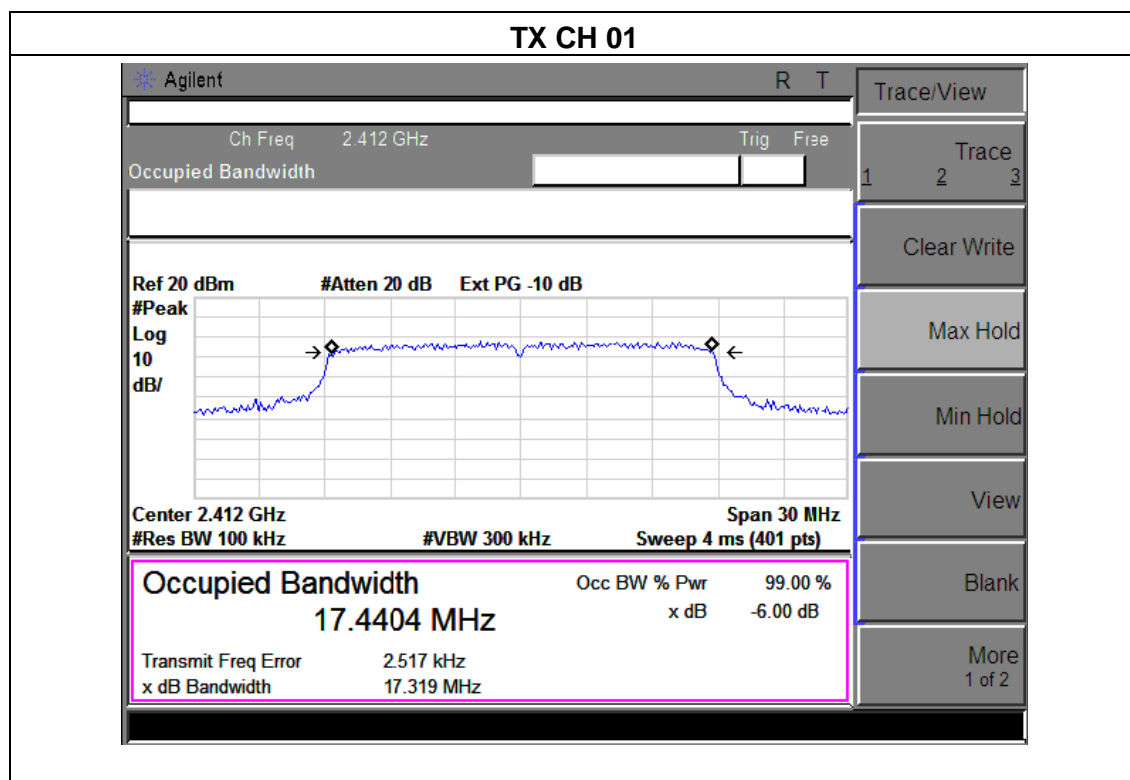 TX CH 01
Agilent R T
Trace/View
Ch Freq 2.412 GHz Trig Free
Occupied Bandwidth
Trace
1 2 3
Clear Write
Max Hold
Min Hold
View
Blank
More
1 of 2
Ref 20 dBm #Atten 20 dB Ext PG -10 dB
#Peak
Log
10
dB/
Center 2.412 GHz Span 30 MHz
#Res BW 100 kHz #VBW 300 kHz Sweep 4 ms (401 pts)
Occupied Bandwidth Occ BW % Pwr 99.00 %
17.4404 MHz x dB -6.00 dB
Transmit Freq Error 2.517 kHz
x dB Bandwidth 17.319 MHz